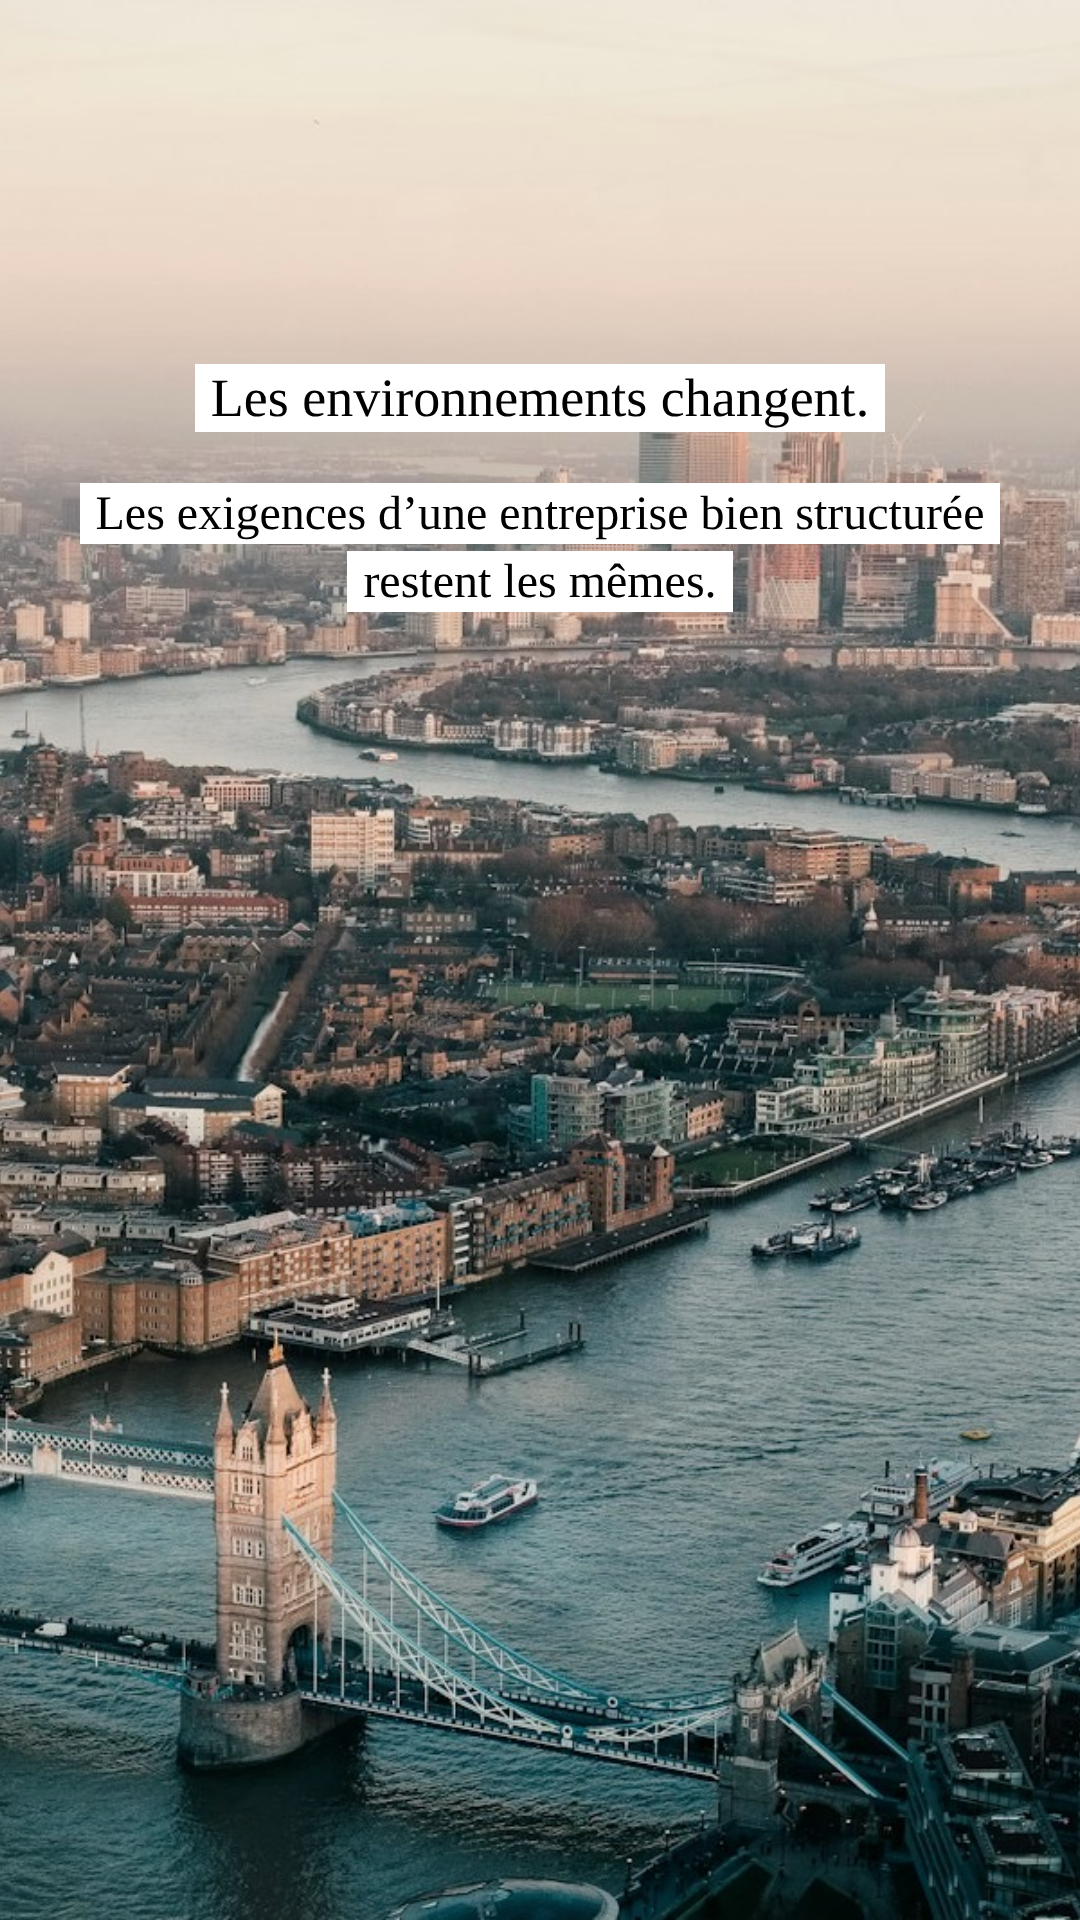 Les environnements changent.
Les exigences d’une entreprise bien structurée
restent les mêmes.